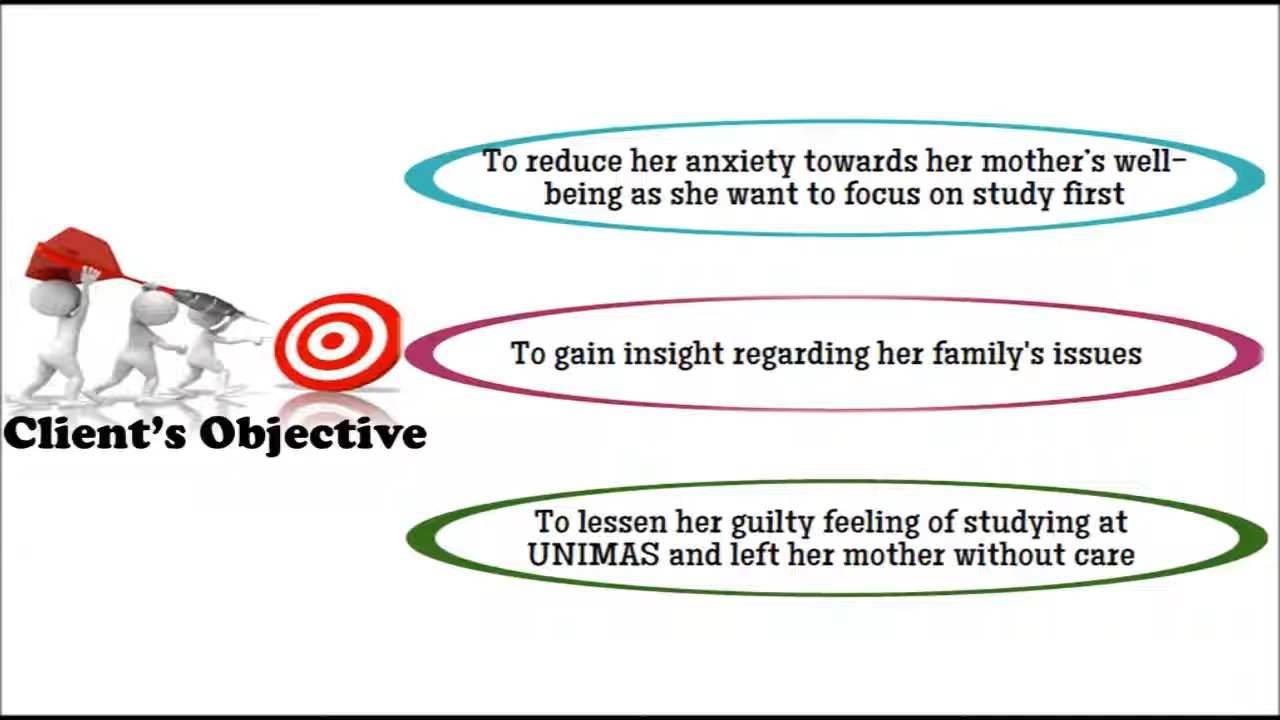 To reduce her anxiety towards her mother's well-
being as she want to focus on study first
To gain insight regarding her family's issues
Client's Objective
To lessen her guilty feeling of studying at
UNIMAS and left her mother without care